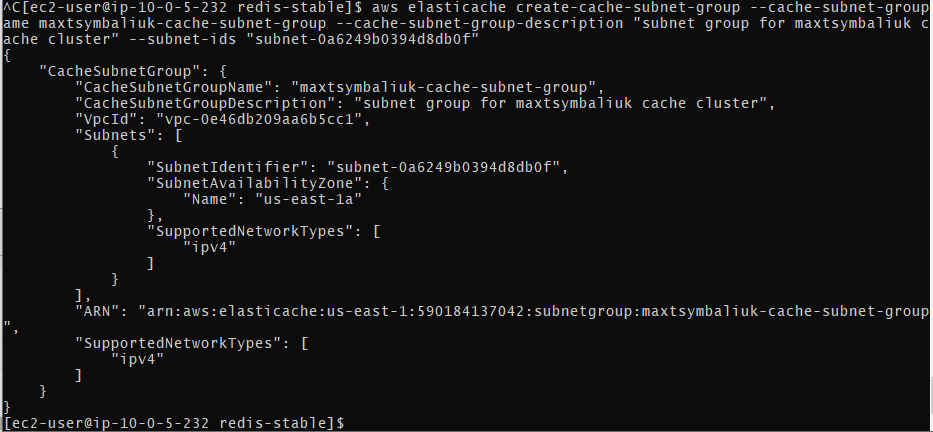 ^C[ec2-user@ip-10-0-5-232 redis-stable]$ aws elasticache create-cache-subnet-group --cache-subnet-group
ame maxtsymbaliuk-cache-subnet-group --cache-subnet-group-description "subnet group for maxtsymbaliuk c
ache cluster" --subnet-ids "subnet-0a6249b0394d8db0f"
{
    "CacheSubnetGroup": {
        "CacheSubnetGroupName": "maxtsymbaliuk-cache-subnet-group",
        "CacheSubnetGroupDescription": "subnet group for maxtsymbaliuk cache cluster",
        "VpcId": "vpc-0e46db209aa6b5cc1",
        "Subnets": [
            {
                "SubnetIdentifier": "subnet-0a6249b0394d8db0f",
                "SubnetAvailabilityZone": {
                    "Name": "us-east-1a"
                },
                "SupportedNetworkTypes": [
                    "ipv4"
                ]
            }
        ],
        "ARN": "arn:aws:elasticache:us-east-1:590184137042:subnetgroup:maxtsymbaliuk-cache-subnet-group
",
        "SupportedNetworkTypes": [
            "ipv4"
        ]
    }
}
[ec2-user@ip-10-0-5-232 redis-stable]$